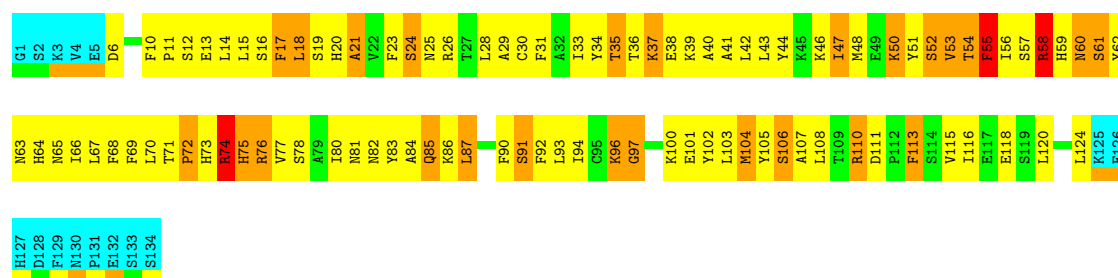 G1 S2 K3 V4 E5 D6 F10 P11 S12 E13 L14 L15 S16 F17 L18 S19 H20 A21 V22 F23 S24 N25 R26 T27 L28 A29 C30 F31 A32 I33 Y34 T35 T36 K37 E38 K39 A40 A41 L42 L43 Y44 K45 K46 I47 M48 E49 K50 Y51 S52 V53 T54 F55 I56 S57 R58 H59 N60 S61 Y62
N63 H64 N65 I66 L67 F68 F69 L70 T71 P72 H73 R74 H75 R76 V77 S78 A79 I80 N81 N82 Y83 A84 Q85 K86 L87 F90 S91 F92 L93 I94 C95 K96 G97 K100 E101 Y102 L103 M104 Y105 S106 A107 L108 T109 R110 D111 P112 F113 S114 V115 I116 E117 E118 S119 L120 L124 K125 E126
H127 D128 F129 N130 P131 E132 S133 S134